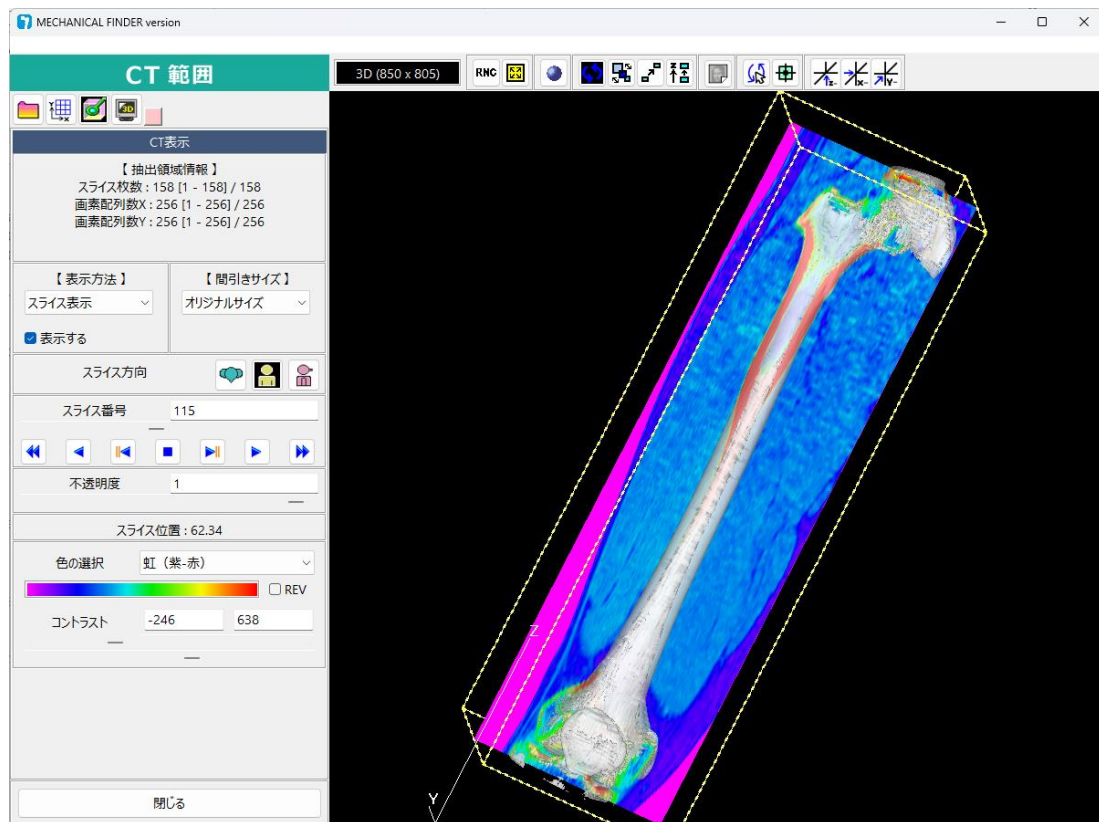 MECHANICAL FINDER version
CT 範囲
3D (850 x 805)
RNC
3D
CT表示
【 抽出領域情報 】
スライス枚数 : 158 [1 - 158] / 158
画素配列数X : 256 [1 - 256] / 256
画素配列数Y : 256 [1 - 256] / 256
【 表示方法 】
【 間引きサイズ 】
スライス表示
オリジナルサイズ
表示する
スライス方向
スライス番号
115
不透明度
1
スライス位置 : 62.34
色の選択
虹（紫-赤）
REV
コントラスト
-246
638
閉じる
Z
Y